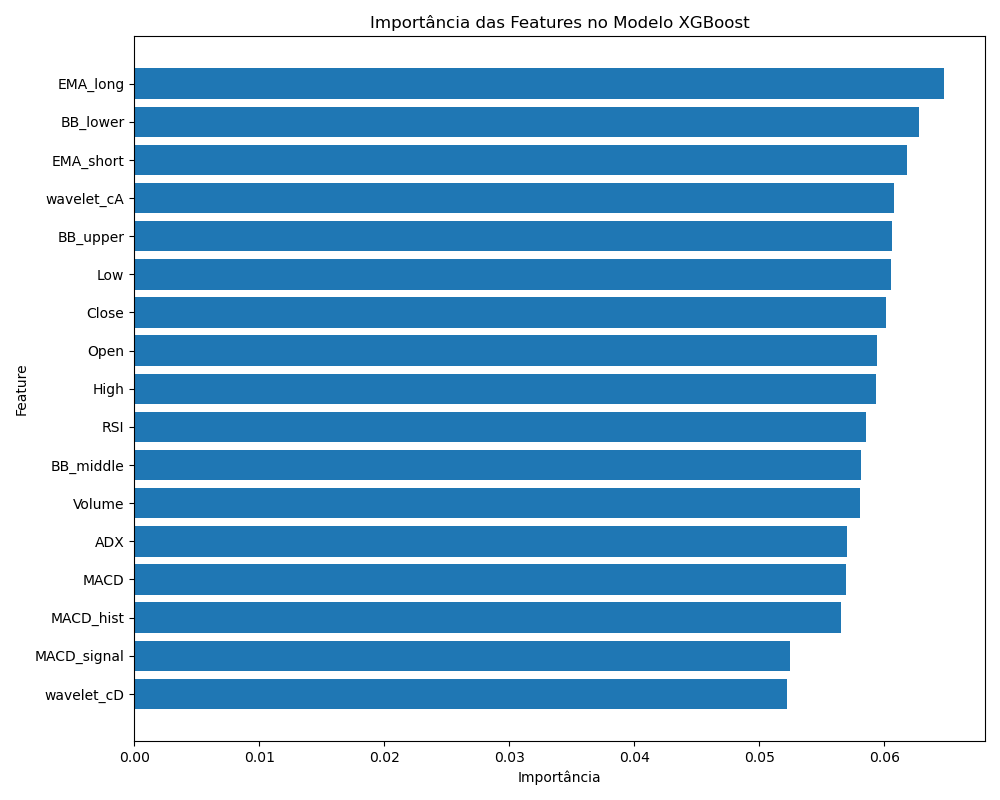 Importância das Features no Modelo XGBoost
Feature
EMA_long
BB_lower
EMA_short
wavelet_cA
BB_upper
Low
Close
Open
High
RSI
BB_middle
Volume
ADX
MACD
MACD_hist
MACD_signal
wavelet_cD
0.00 0.01 0.02 0.03 0.04 0.05 0.06
Importância